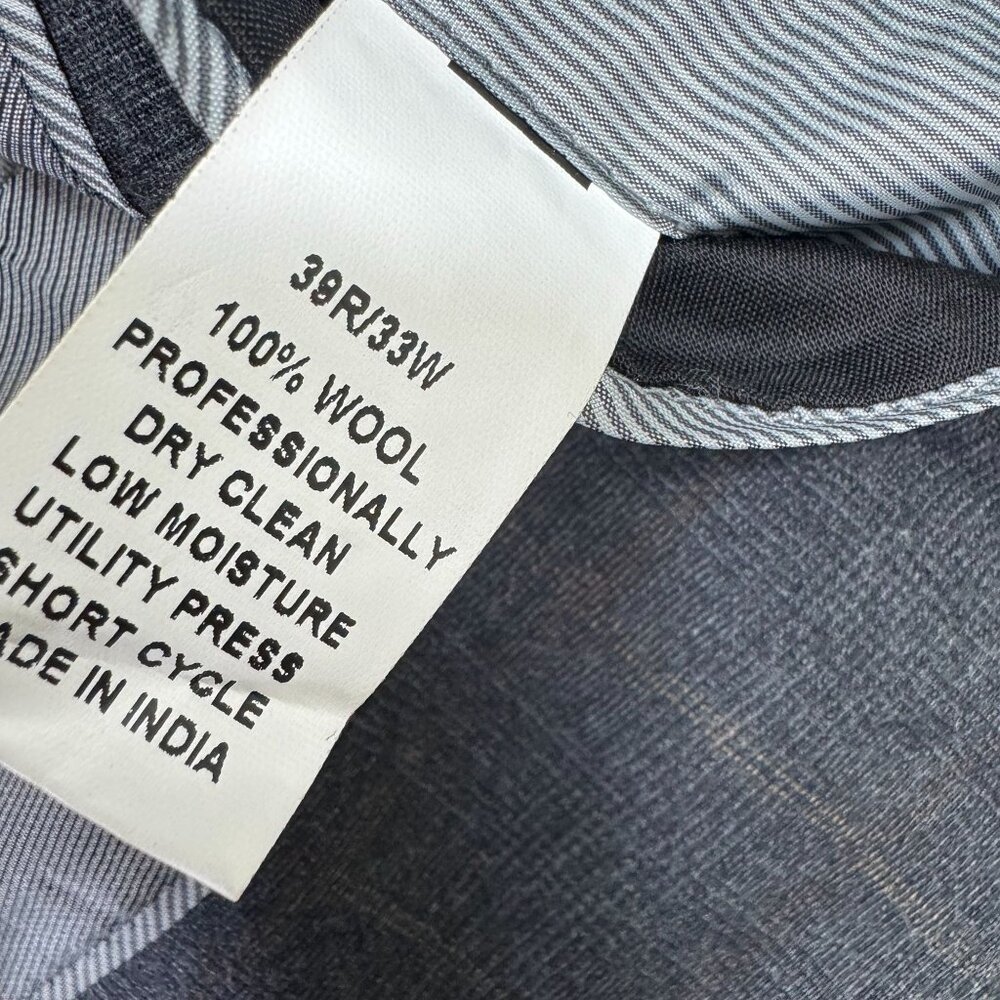 39R/33W
100% WOOL
PROFESSIONALLY
DRY CLEAN
LOW MOISTURE
UTILITY PRESS
SHORT CYCLE
ADE IN INDIA